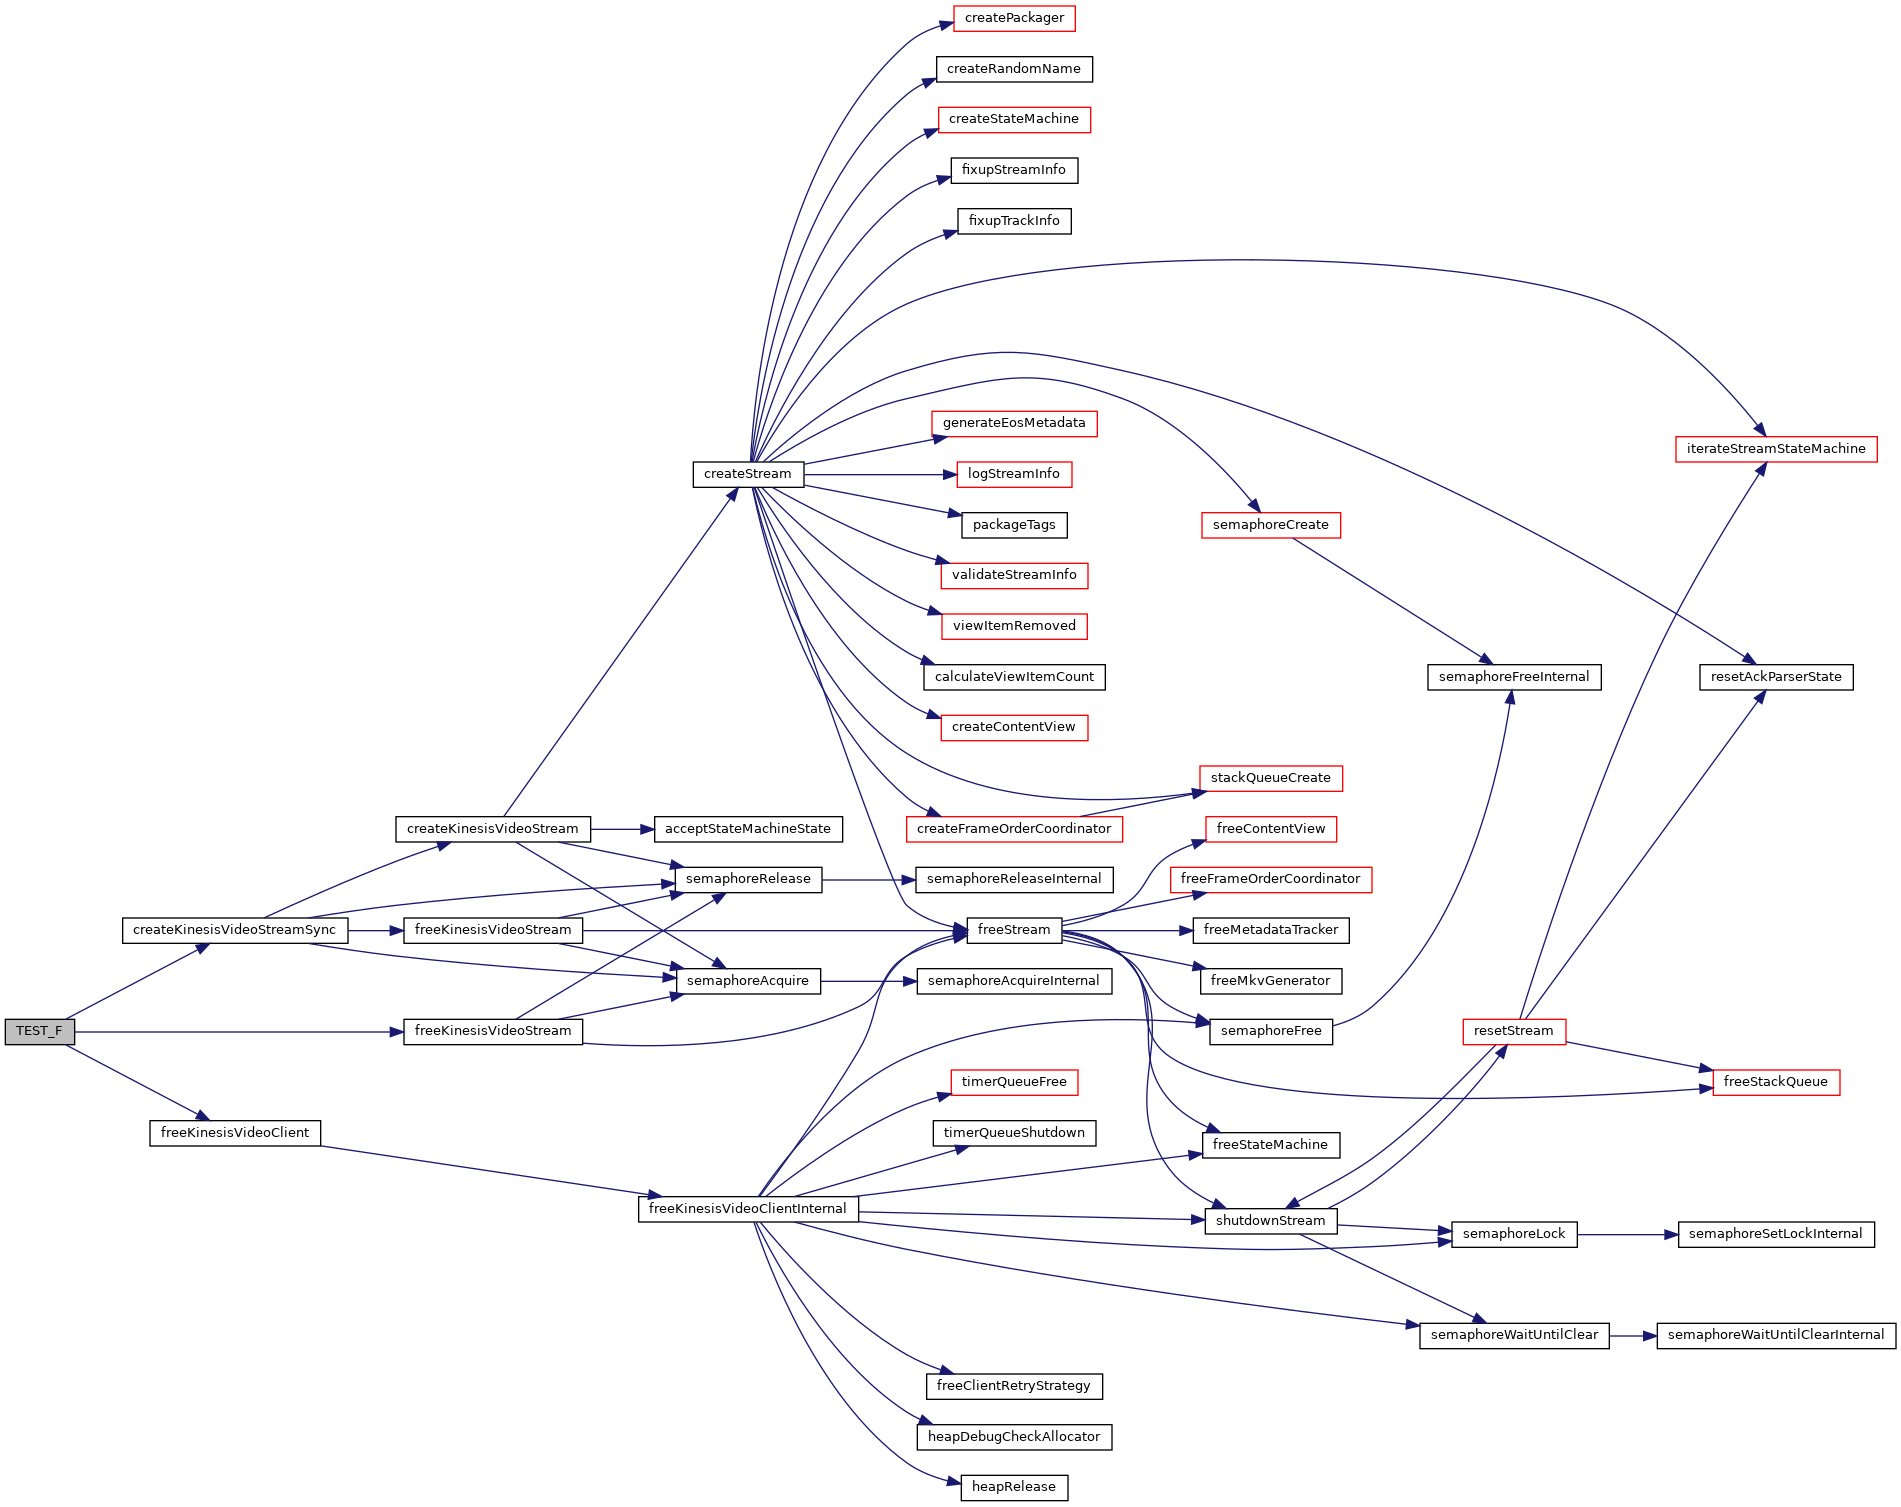 createPackager
createRandomName
createStateMachine
fixupStreamInfo
fixupTrackInfo
generateEosMetadata
iterateStreamStateMachine
createStream
logStreamInfo
packageTags
semaphoreCreate
validateStreamInfo
viewItemRemoved
calculateViewItemCount
semaphoreFreeInternal
resetAckParserState
createContentView
stackQueueCreate
createKinesisVideoStream
acceptStateMachineState
createFrameOrderCoordinator
freeContentView
semaphoreRelease
semaphoreReleaseInternal
freeFrameOrderCoordinator
createKinesisVideoStreamSync
freeKinesisVideoStream
freeStream
freeMetadataTracker
semaphoreAcquire
semaphoreAcquireInternal
freeMkvGenerator
TEST_F
freeKinesisVideoStream
semaphoreFree
resetStream
timerQueueFree
freeStackQueue
freeKinesisVideoClient
timerQueueShutdown
freeStateMachine
freeKinesisVideoClientInternal
shutdownStream
semaphoreLock
semaphoreSetLockInternal
semaphoreWaitUntilClear
semaphoreWaitUntilClearInternal
freeClientRetryStrategy
heapDebugCheckAllocator
heapRelease